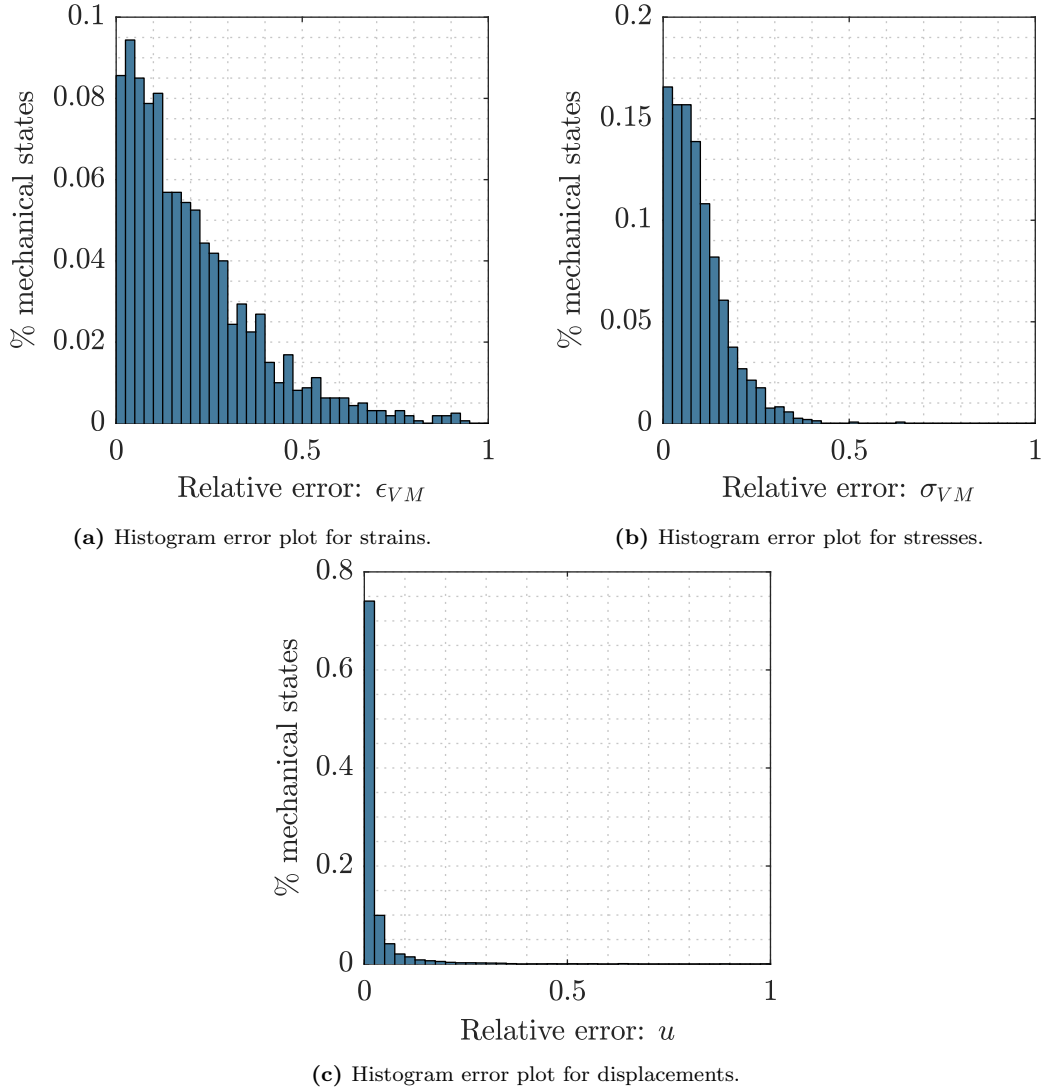 0.1
0.08
0.06
0.04
0.02
0
% mechanical states
0 0.5 1
Relative error: ϵ_VM
(a) Histogram error plot for strains.
0.2
0.15
0.1
0.05
0
% mechanical states
0 0.5 1
Relative error: σ_VM
(b) Histogram error plot for stresses.
0.8
0.6
0.4
0.2
0
% mechanical states
0 0.5 1
Relative error: u
(c) Histogram error plot for displacements.